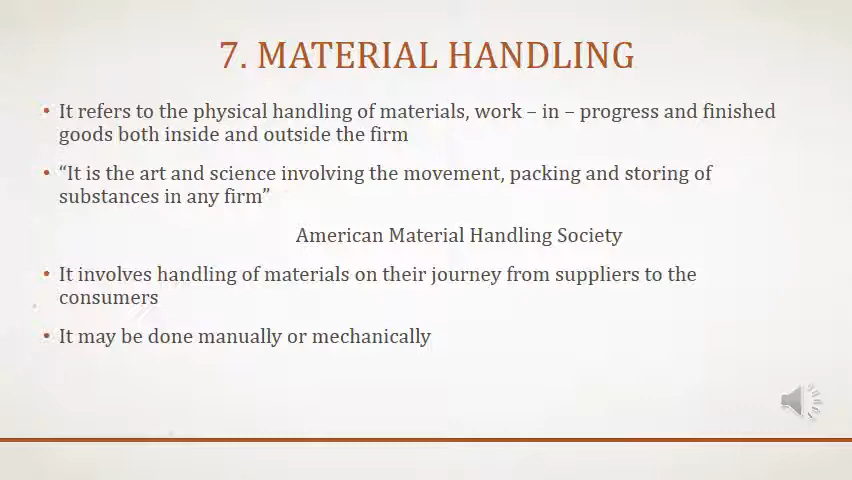 7. MATERIAL HANDLING
• It refers to the physical handling of materials, work – in – progress and finished
goods both inside and outside the firm
• “It is the art and science involving the movement, packing and storing of
substances in any firm”
American Material Handling Society
• It involves handling of materials on their journey from suppliers to the
consumers
• It may be done manually or mechanically